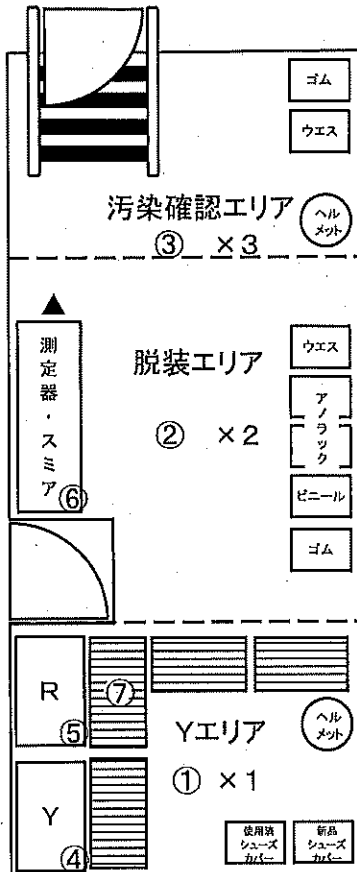 ゴム
ウエス
汚染確認エリア
ヘル
メット
③ ×3
測定器・スミア
⑥
脱装エリア
② ×2
ウエス
アノラック
ビニール
ゴム
R
⑤
⑦
Yエリア
ヘル
メット
① ×1
Y
④
使用済
シューズ
カバー
新品
シューズ
カバー